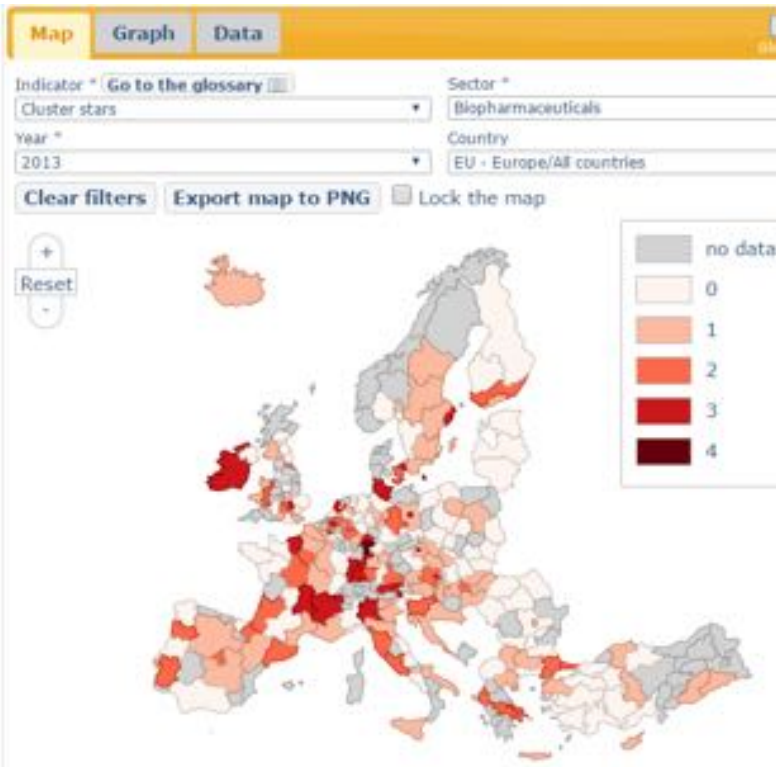 Map Graph Data
Indicator * Go to the glossary
Sector *
Cluster stars
Biopharmaceuticals
Year *
Country
2013
EU - Europe/All countries
Clear filters Export map to PNG Lock the map
+
Reset
-
no data
0
1
2
3
4